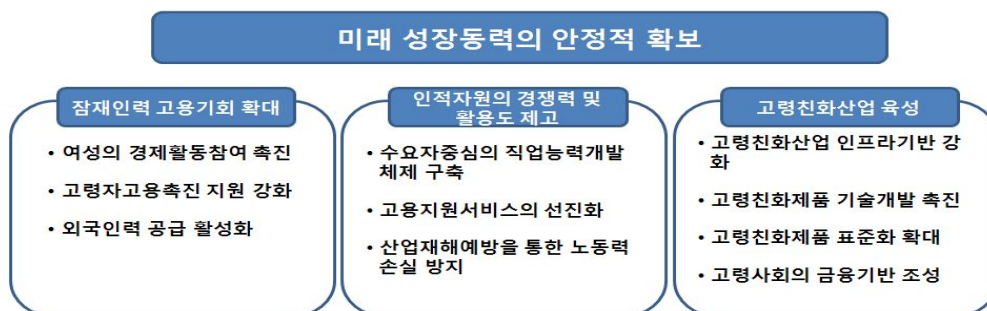 미래 성장동력의 안정적 확보
잠재인력 고용기회 확대
• 여성의 경제활동참여 촉진
• 고령자고용촉진 지원 강화
• 외국인력 공급 활성화
인적자원의 경쟁력 및
활용도 제고
• 수요자중심의 직업능력개발
체제 구축
• 고용지원서비스의 선진화
• 산업재해예방을 통한 노동력
손실 방지
고령친화산업 육성
• 고령친화산업 인프라기반 강
화
• 고령친화제품 기술개발 촉진
• 고령친화제품 표준화 확대
• 고령사회의 금융기반 조성